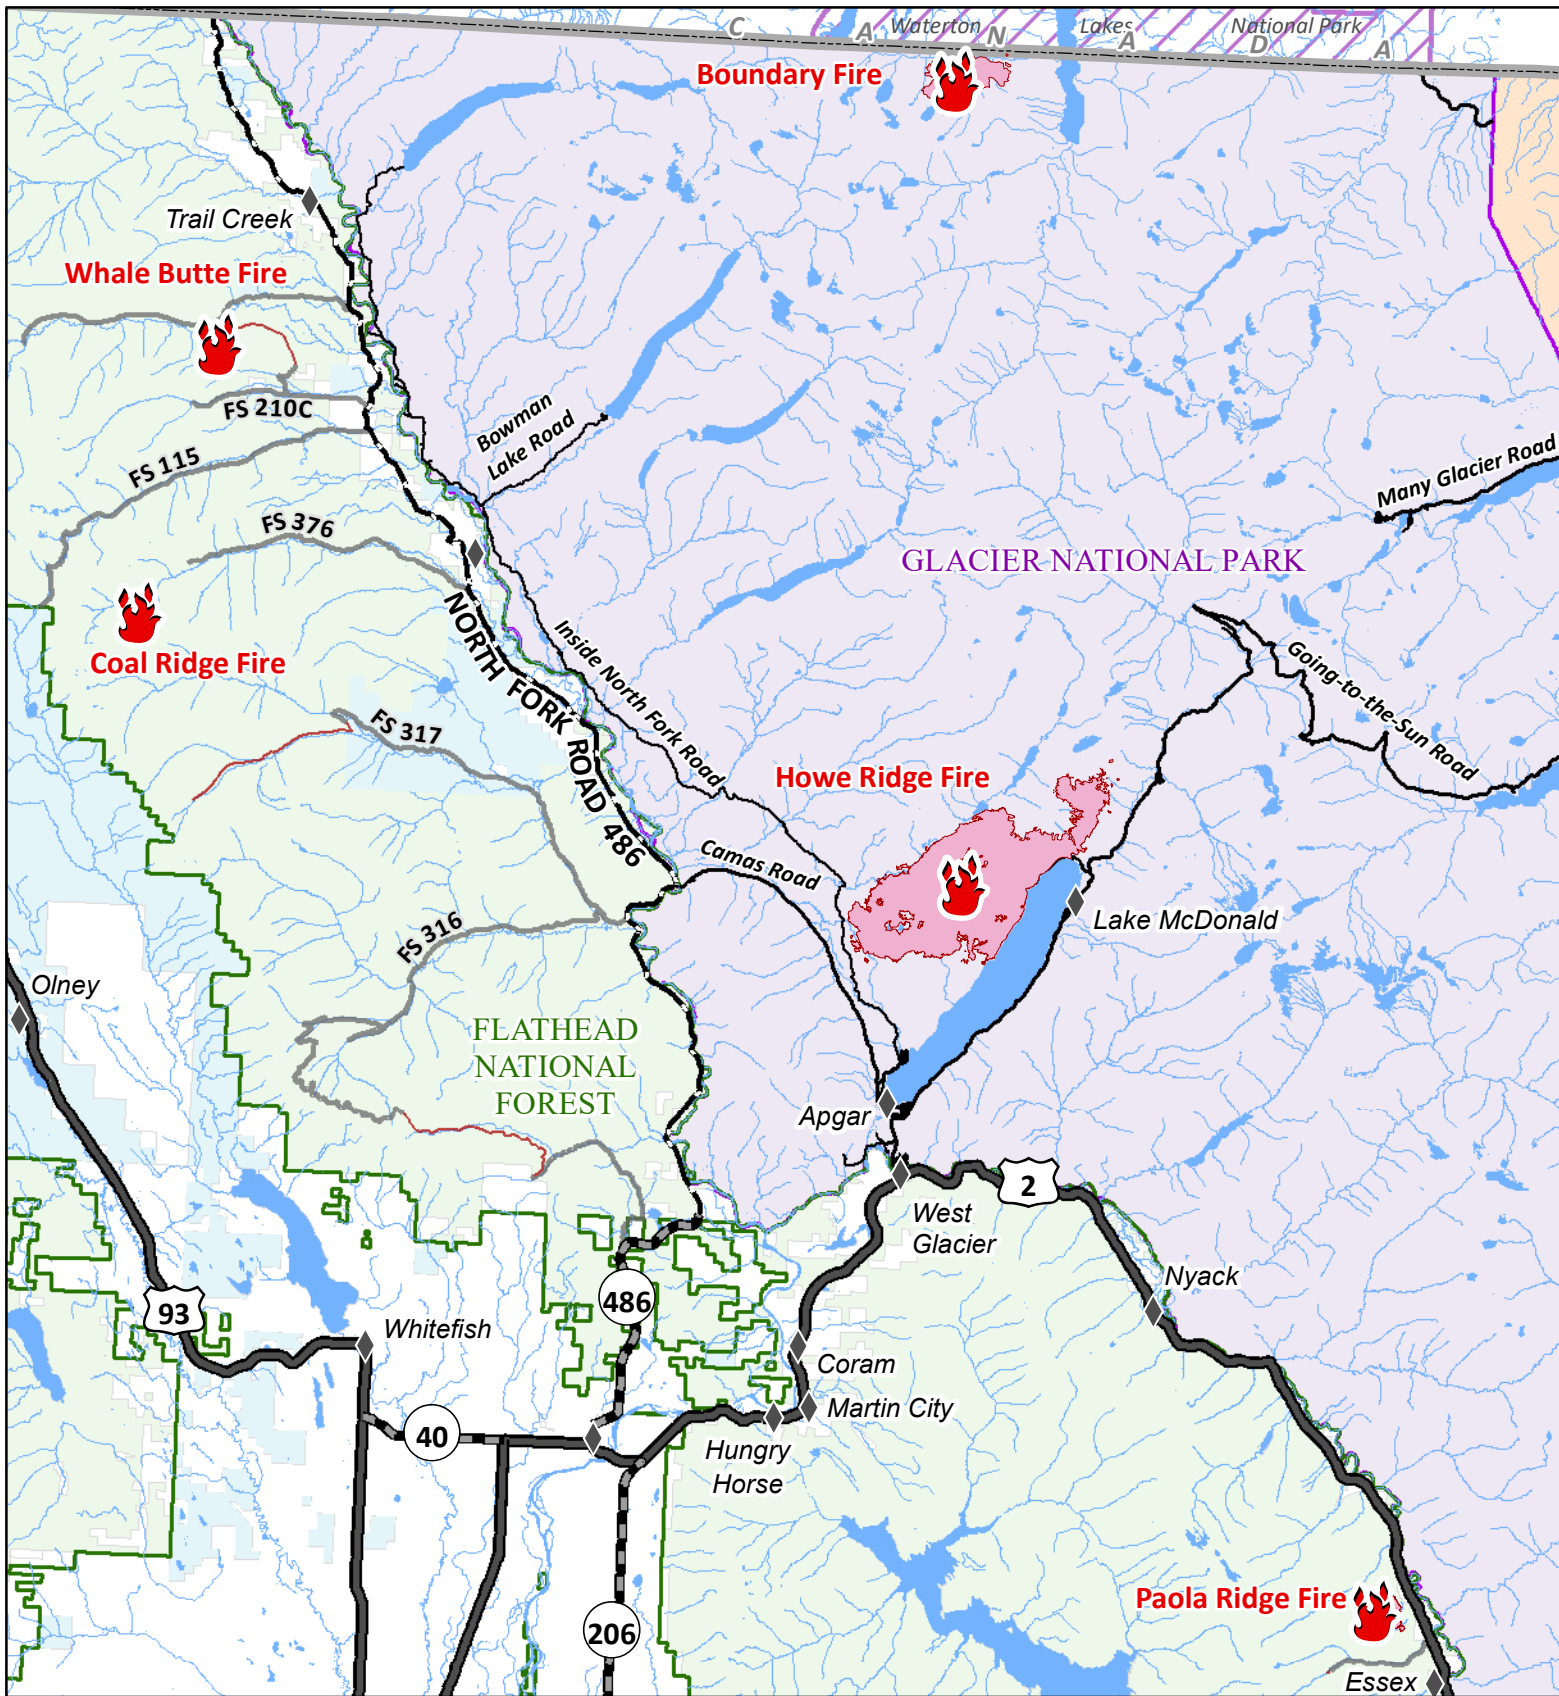 C A N A D A
Waterton Lakes National Park
Boundary Fire
Trail Creek
Whale Butte Fire
FS 210C
Bowman
Lake Road
FS 115
Many Glacier Road
FS 376
GLACIER NATIONAL PARK
NORTH FORK ROAD 486
Inside North Fork Road
Coal Ridge Fire
Going-to-the-Sun Road
FS 317
Howe Ridge Fire
Camas Road
Lake McDonald
FS 316
Olney
FLATHEAD
NATIONAL
FOREST
Apgar
2
West
Glacier
Nyack
486
93
Whitefish
Coram
Martin City
40
Hungry
Horse
Paola Ridge Fire
206
Essex